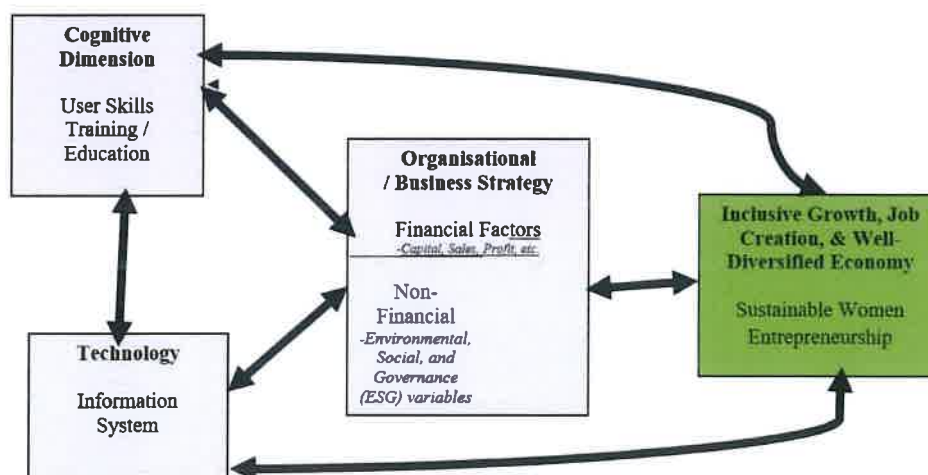 Cognitive
Dimension
User Skills
Training /
Education
Organisational
/ Business Strategy
Financial Factors
-Capital, Sales, Profit, etc.
Non-
Financial
-Environmental,
Social, and
Governance
(ESG) variables
Inclusive Growth, Job
Creation, & Well-
Diversified Economy
Sustainable Women
Entrepreneurship
Technology
Information
System